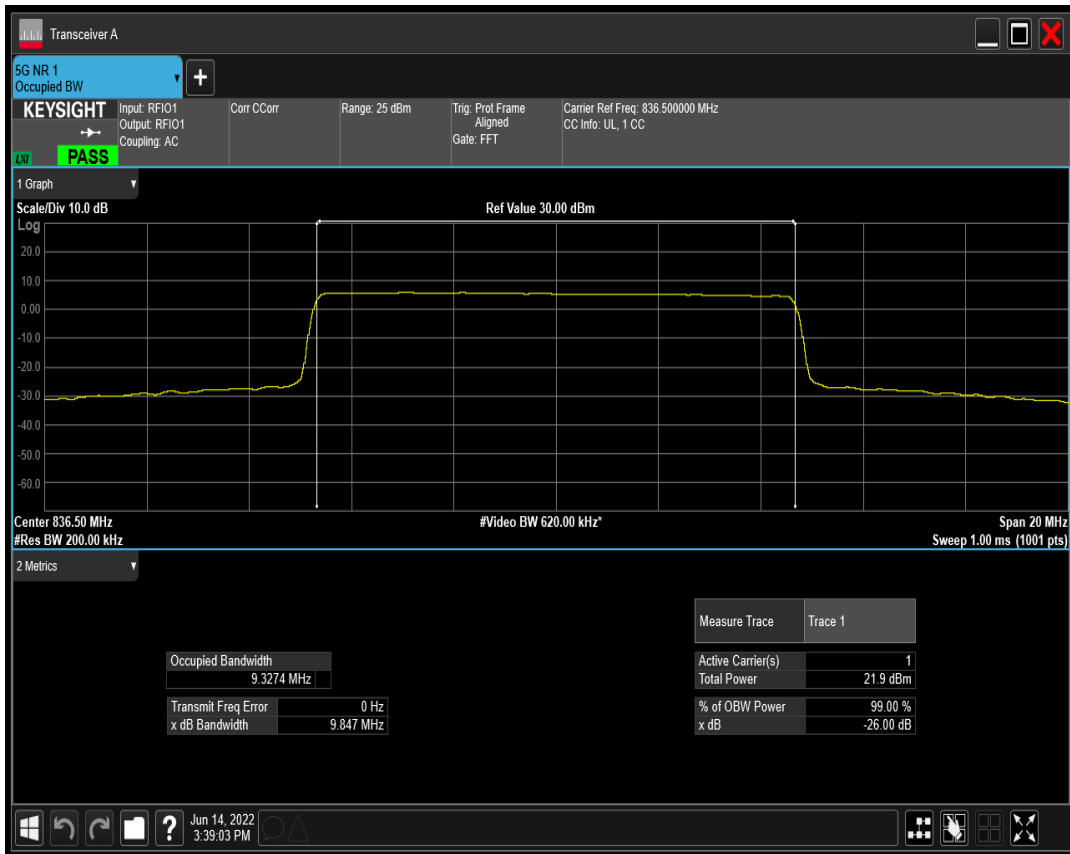 Transceiver A
5G NR 1
Occupied BW
+
KEYSIGHT
LXI
PASS
Input: RFIO1
Output: RFIO1
Coupling: AC
Corr CCorr
Range: 25 dBm
Trig: Prot Frame
Aligned
Gate: FFT
Carrier Ref Freq: 836.500000 MHz
CC Info: UL, 1 CC
1 Graph
Scale/Div 10.0 dB
Ref Value 30.00 dBm
Log
20.0
10.0
0.00
-10.0
-20.0
-30.0
-40.0
-50.0
-60.0
Center 836.50 MHz
#Video BW 620.00 kHz*
Span 20 MHz
#Res BW 200.00 kHz
Sweep 1.00 ms (1001 pts)
2 Metrics
Measure Trace Trace 1
Occupied Bandwidth
9.3274 MHz
Active Carrier(s) 1
Total Power 21.9 dBm
Transmit Freq Error 0 Hz
x dB Bandwidth 9.847 MHz
% of OBW Power 99.00 %
x dB -26.00 dB
?
Jun 14, 2022
3:39:03 PM